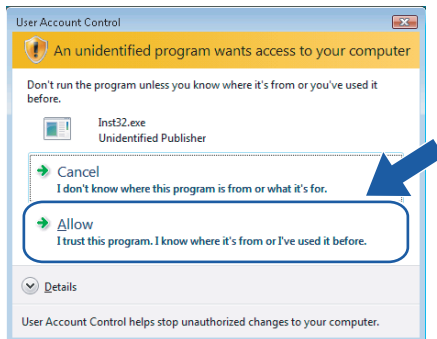 User Account Control
An unidentified program wants access to your computer
Don't run the program unless you know where it's from or you've used it
before.
Inst32.exe
Unidentified Publisher
Cancel
I don't know where this program is from or what it's for.
Allow
I trust this program. I know where it's from or I've used it before.
Details
User Account Control helps stop unauthorized changes to your computer.